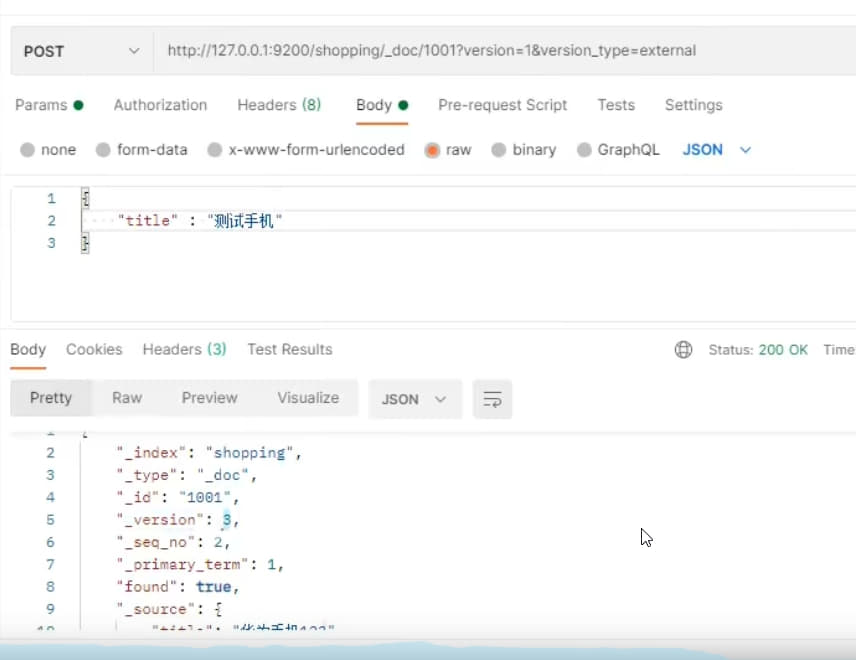 POST http://127.0.0.1:9200/shopping/_doc/1001?version=1&version_type=external
Params Authorization Headers (8) Body Pre-request Script Tests Settings
none form-data x-www-form-urlencoded raw binary GraphQL JSON
1 {
2 "title" : "测试手机"
3 }
Body Cookies Headers (3) Test Results Status: 200 OK Time
Pretty Raw Preview Visualize JSON
2 "_index": "shopping",
3 "_type": "_doc",
4 "_id": "1001",
5 "_version": 3,
6 "_seq_no": 2,
7 "_primary_term": 1,
8 "found": true,
9 "_source": {